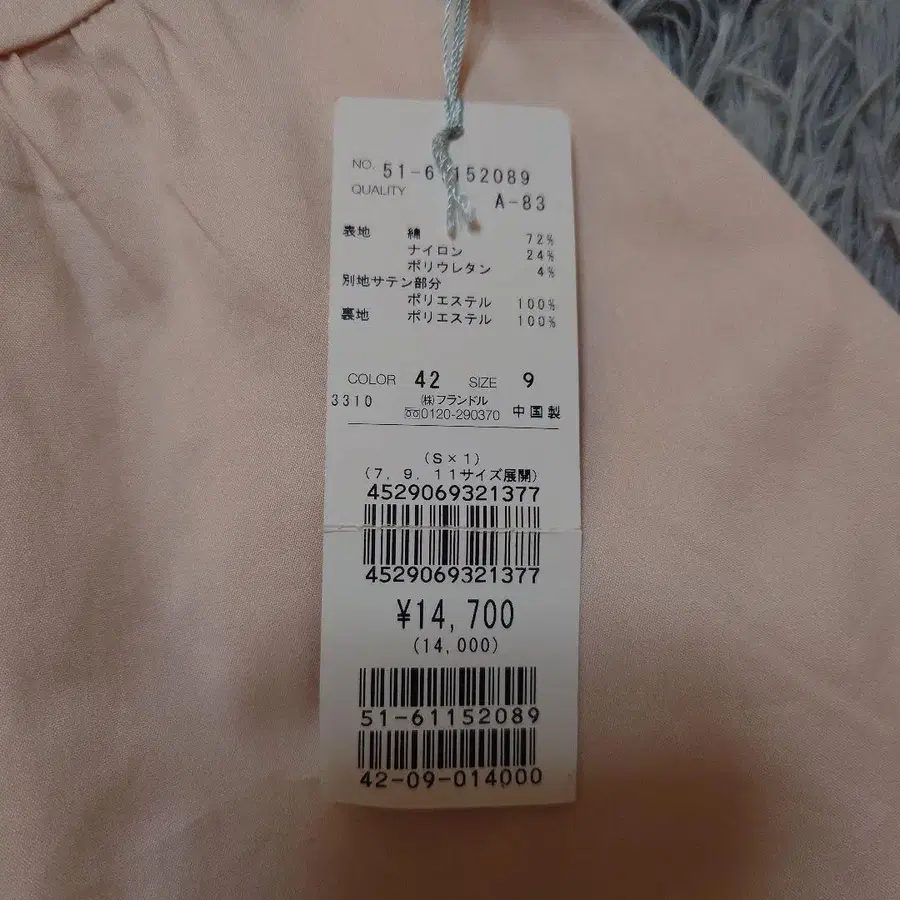 NO. 51-61152089
QUALITY A-83
表地 綿 72%
ナイロン 24%
ポリウレタン 4%
別地サテン部分
ポリエステル 100%
裏地 ポリエステル 100%
COLOR 42 SIZE 9
3310 (株)フランドル
0120-290370 中国製
(S×1)
(7, 9, 11サイズ展開)
4529069321377
4529069321377
¥14,700
(14,000)
51-61152089
42-09-014000